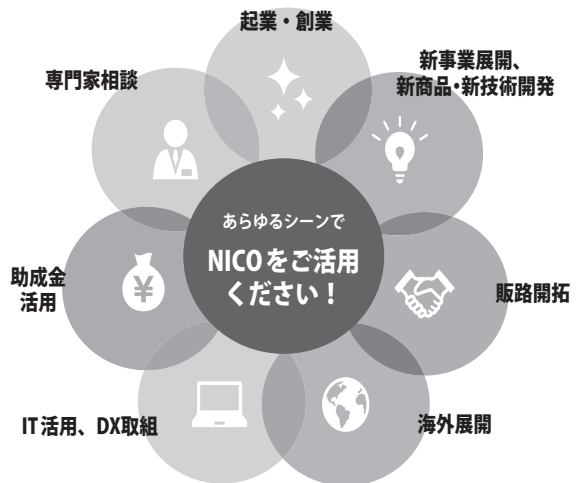 起業・創業
新事業展開、
新商品・新技術開発
専門家相談
あらゆるシーンで
NICOをご活用
ください！
助成金
活用
¥
販路開拓
IT活用、DX取組
海外展開